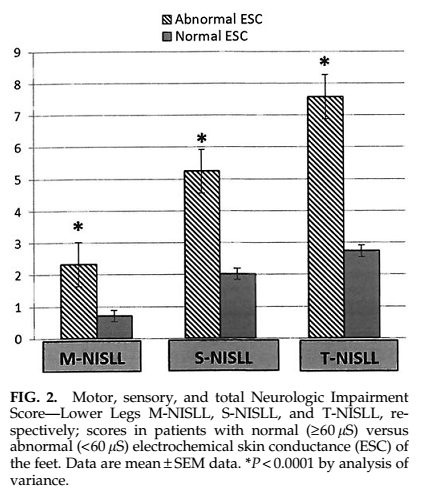 Abnormal ESC
Normal ESC
9
8
7
6
5
4
3
2
1
0
*
*
*
M-NISLL
S-NISLL
T-NISLL
FIG. 2. Motor, sensory, and total Neurologic Impairment
Score—Lower Legs M-NISLL, S-NISLL, and T-NISLL, re-
spectively; scores in patients with normal (≥60 μS) versus
abnormal (<60 μS) electrochemical skin conductance (ESC) of
the feet. Data are mean ± SEM data. *P < 0.0001 by analysis of
variance.